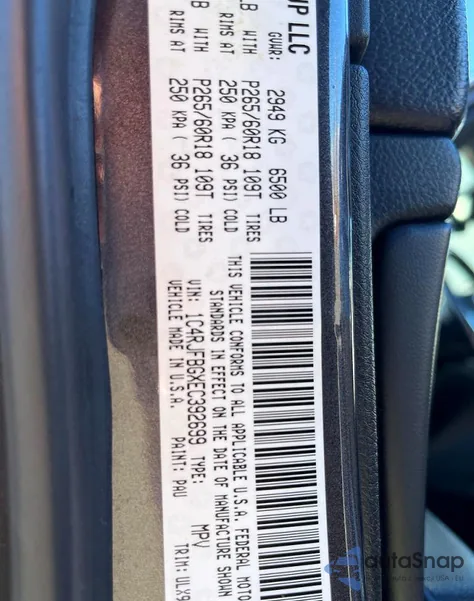 UP LLC
GVWR: 2949 KG 6500 LB
LB WITH P265/60R18 109T TIRES
RIMS AT 250 KPA ( 36 PSI) COLD
LB WITH P265/60R18 109T TIRES
RIMS AT 250 KPA ( 36 PSI) COLD
THIS VEHICLE CONFORMS TO ALL APPLICABLE U.S.A. FEDERAL MOTO
STANDARDS IN EFFECT ON THE DATE OF MANUFACTURE SHOWN
VIN: 1C4RJFBGXEC392699 TYPE: MPV
VEHICLE MADE IN U.S.A. PAINT: PAU TRIM: ULX9
autoSnap